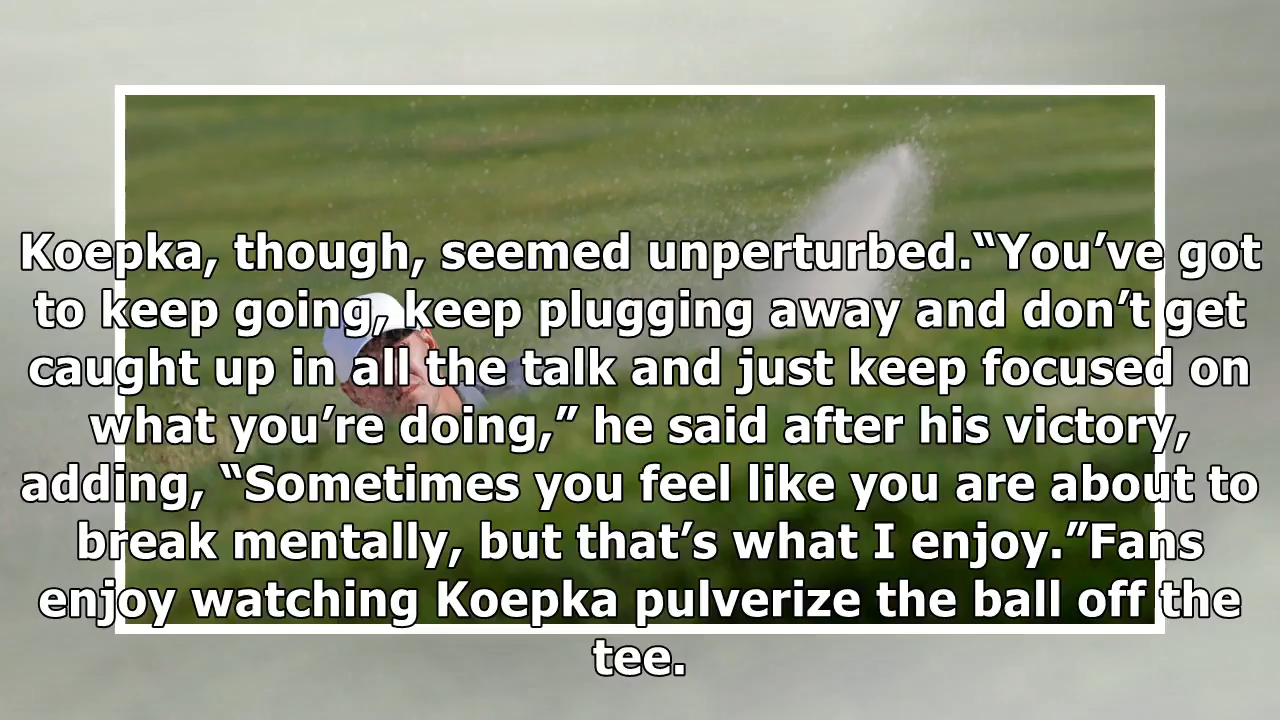 Koepka, though, seemed unperturbed.“You’ve got
to keep going, keep plugging away and don’t get
caught up in all the talk and just keep focused on
what you’re doing,” he said after his victory,
adding, “Sometimes you feel like you are about to
break mentally, but that’s what I enjoy.”Fans
enjoy watching Koepka pulverize the ball off the
tee.